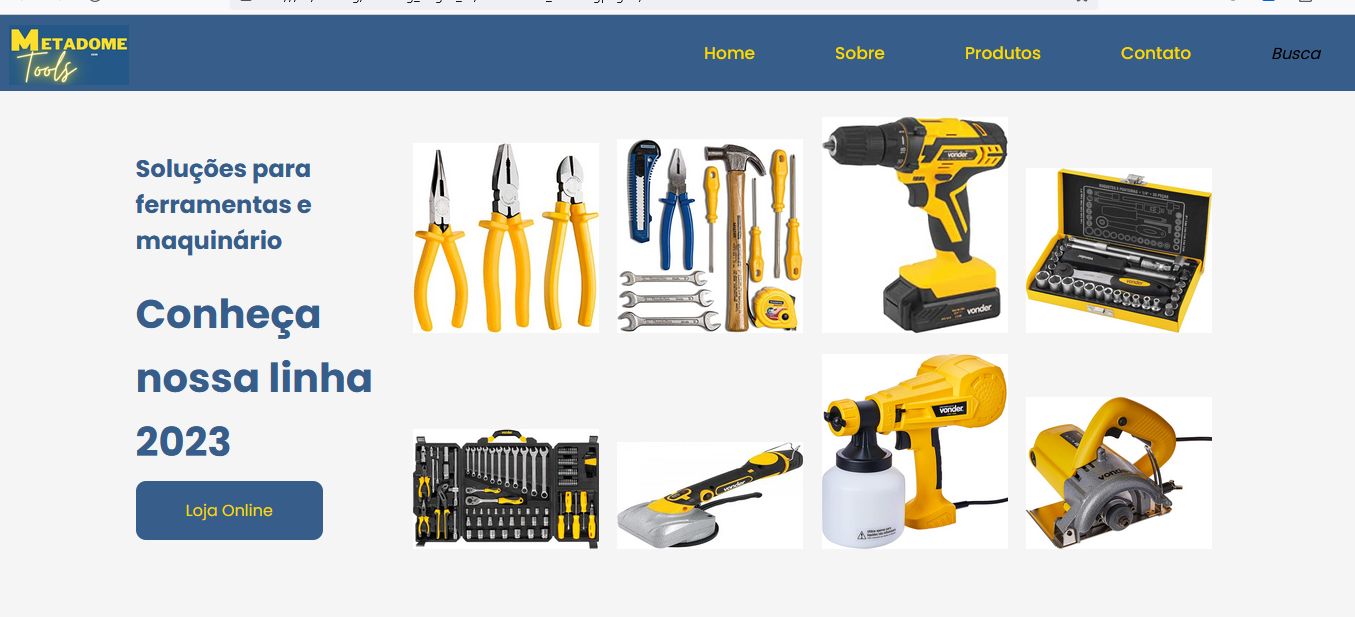 METADOME
Tools
Home
Sobre
Produtos
Contato
Busca
Soluções para
ferramentas e
maquinário
Conheça
nossa linha
2023
Loja Online
vonder
vonder
vonder
vonder
vonder
vonder